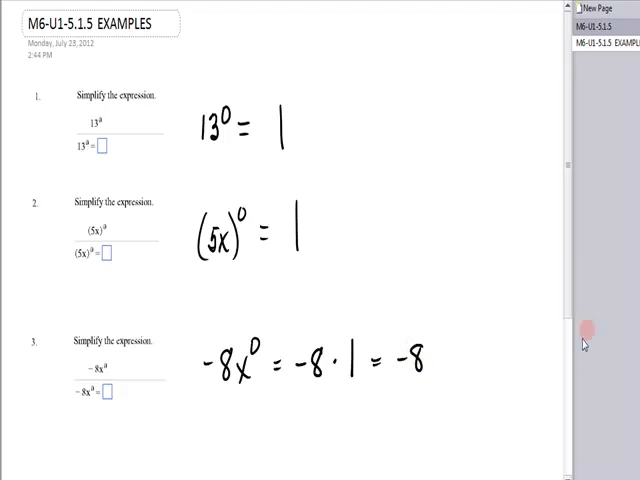 M6-U1-5.1.5 EXAMPLES
Monday, July 23, 2012
2:44 PM
New Page
M6-U1-5.1.5
M6-U1-5.1.5 EXAMPLE
1. Simplify the expression.
13⁰
13⁰ =
13⁰ = 1
2. Simplify the expression.
(5x)⁰
(5x)⁰ =
(5x)⁰ = 1
3. Simplify the expression.
−8x⁰
−8x⁰ =
-8x⁰ = -8 · 1 = -8